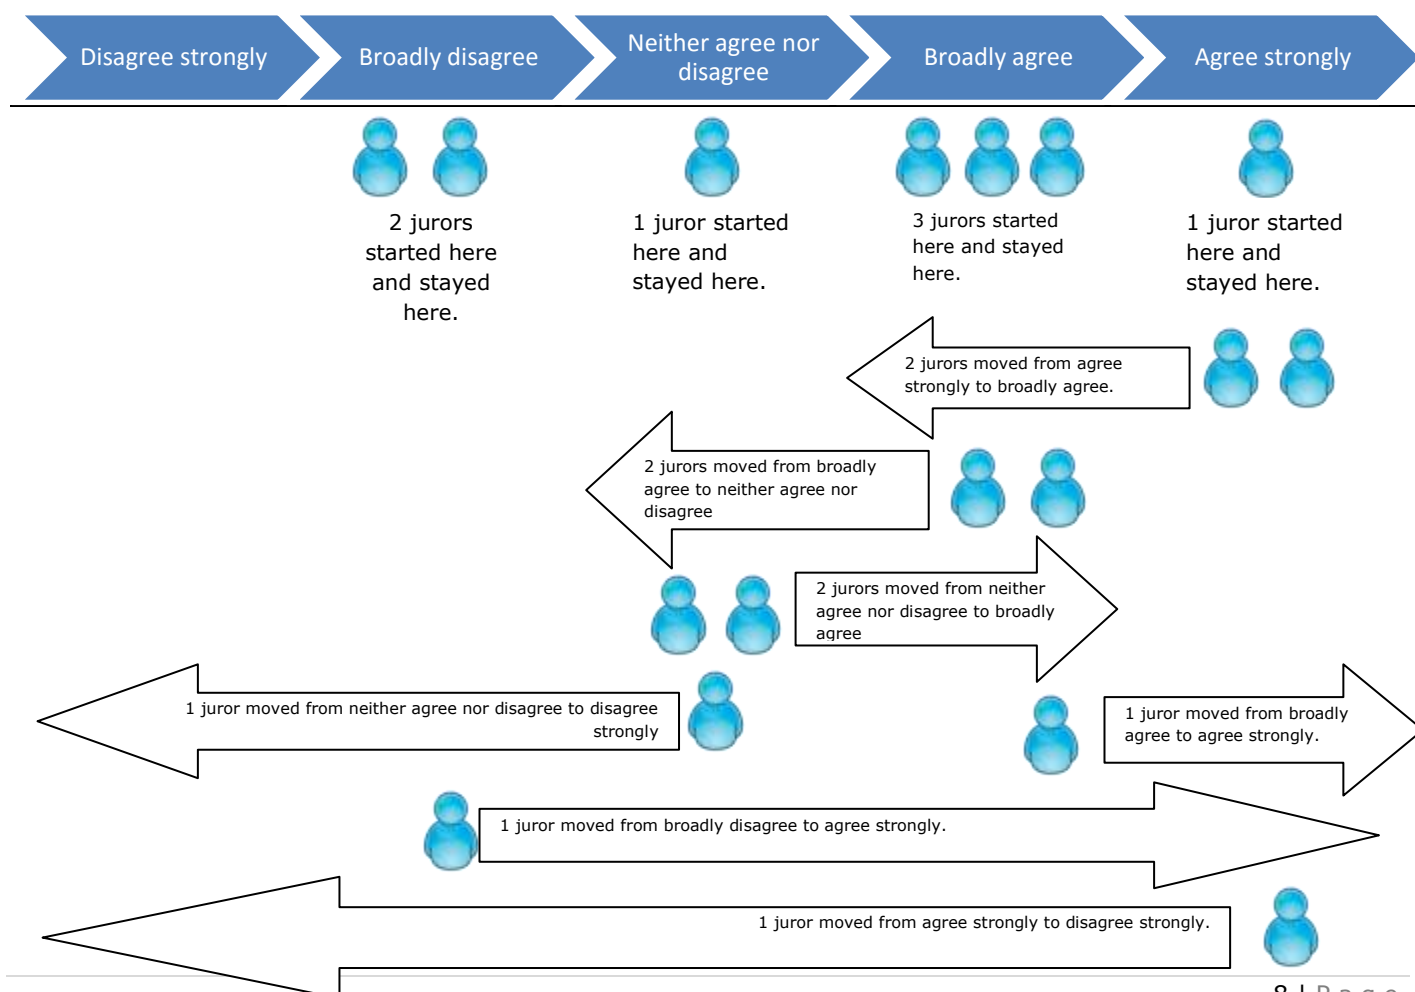 Disagree strongly
Broadly disagree
Neither agree nor
disagree
Broadly agree
Agree strongly
2 jurors
started here
and stayed
here.
1 juror started
here and
stayed here.
3 jurors started
here and stayed
here.
1 juror started
here and
stayed here.
2 jurors moved from agree
strongly to broadly agree.
2 jurors moved from broadly
agree to neither agree nor
disagree
2 jurors moved from neither
agree nor disagree to broadly
agree
1 juror moved from neither agree nor disagree to disagree
strongly
1 juror moved from broadly
agree to agree strongly.
1 juror moved from broadly disagree to agree strongly.
1 juror moved from agree strongly to disagree strongly.
8 | P a g e